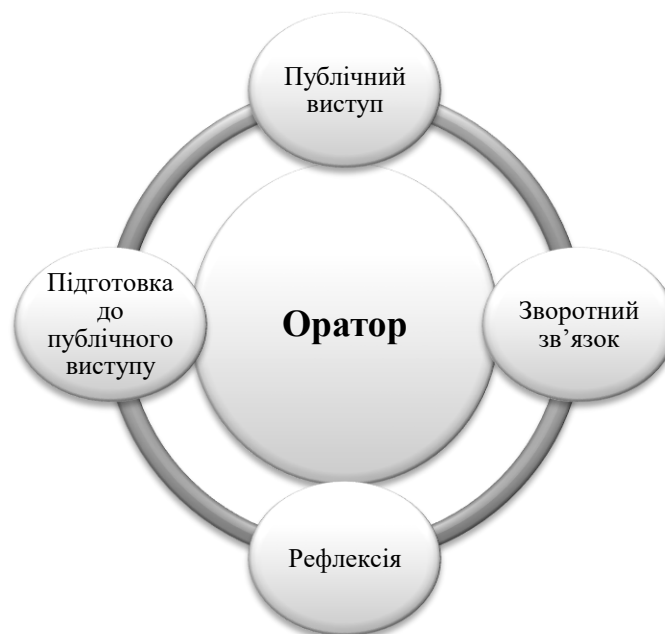 Публічний
виступ
Підготовка
до
публічного
виступу
Оратор
Зворотний
зв’язок
Рефлексія